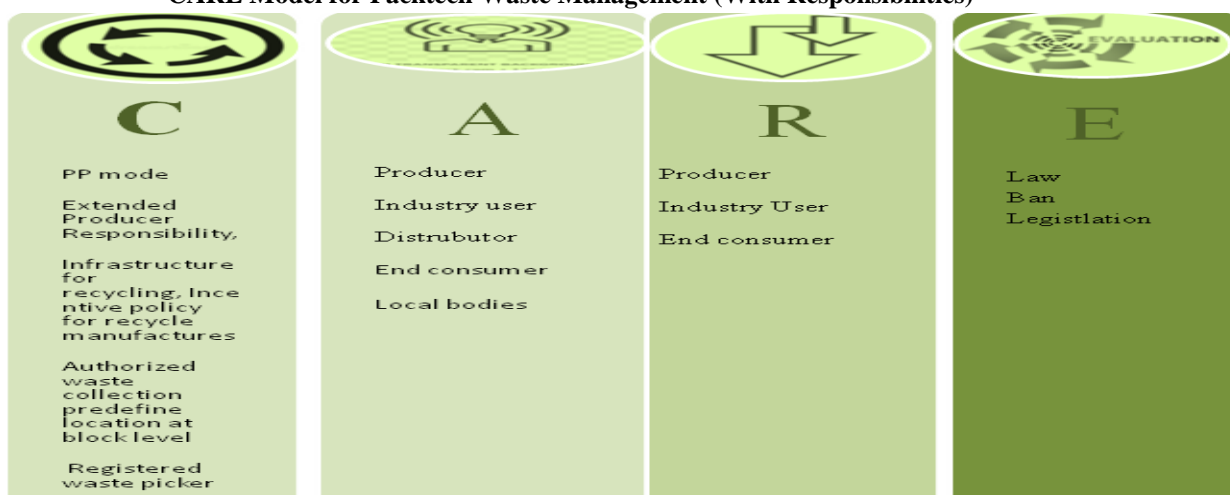 CARE Model for Packtech Waste Management (With Responsibilities)
TRANSPARENT BACKGROUND
EVALUATION
C
A
R
E
PP mode
Extended
Producer
Responsibility,
Infrastructure
for
recycling, Ince
ntive policy
for recycle
manufactures
Authorized
waste
collection
predefine
location at
block level
Registered
waste picker
Producer
Industry user
Distrubutor
End consumer
Local bodies
Producer
Industry User
End consumer
Law
Ban
Legistlation